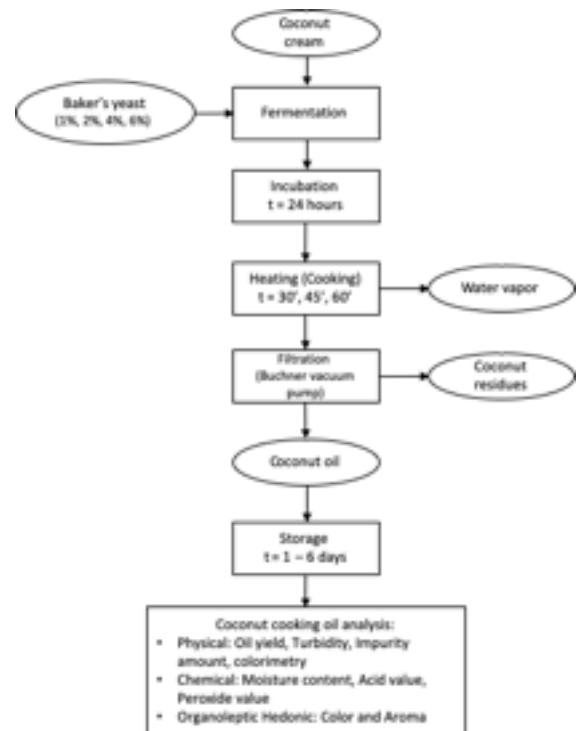 Coconut
cream
Baker's yeast
(1%, 2%, 4%, 6%)
Fermentation
Incubation
t = 24 hours
Heating (Cooking)
t = 30', 45', 60'
Water vapor
Filtration
(Buchner vacuum
pump)
Coconut
residues
Coconut oil
Storage
t = 1 – 6 days
Coconut cooking oil analysis:
• Physical: Oil yield, Turbidity, Impurity
amount, colorimetry
• Chemical: Moisture content, Acid value,
Peroxide value
• Organoleptic Hedonic: Color and Aroma